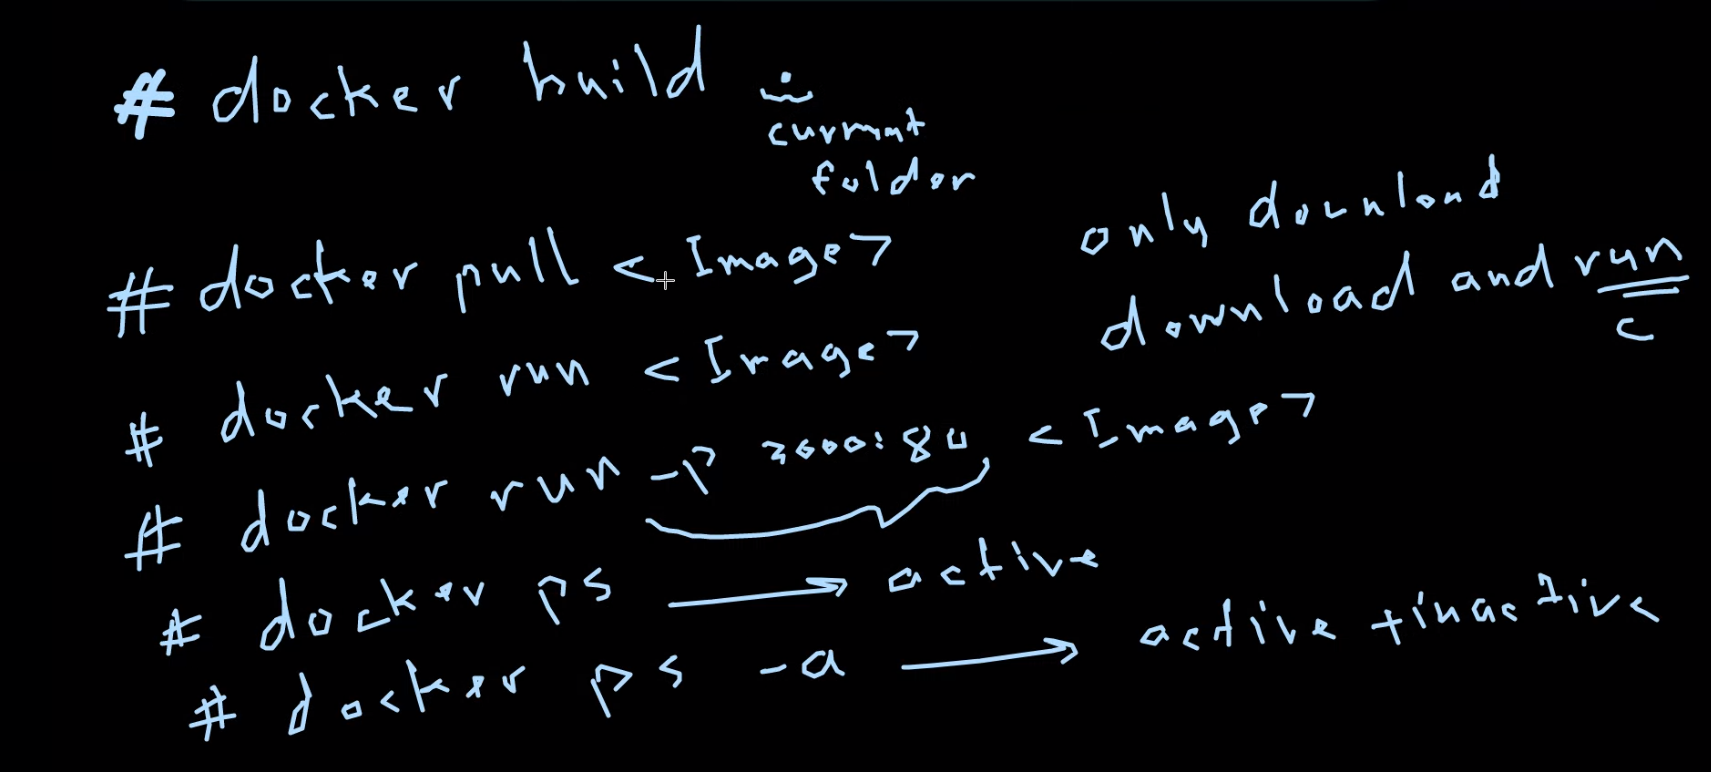 # docker build .
current
folder
# docker pull <Image> only download
# docker run <Image> download and run
c
# docker run -p 3000:80 <Image>
# docker ps → active
# docker ps -a → active + inactive